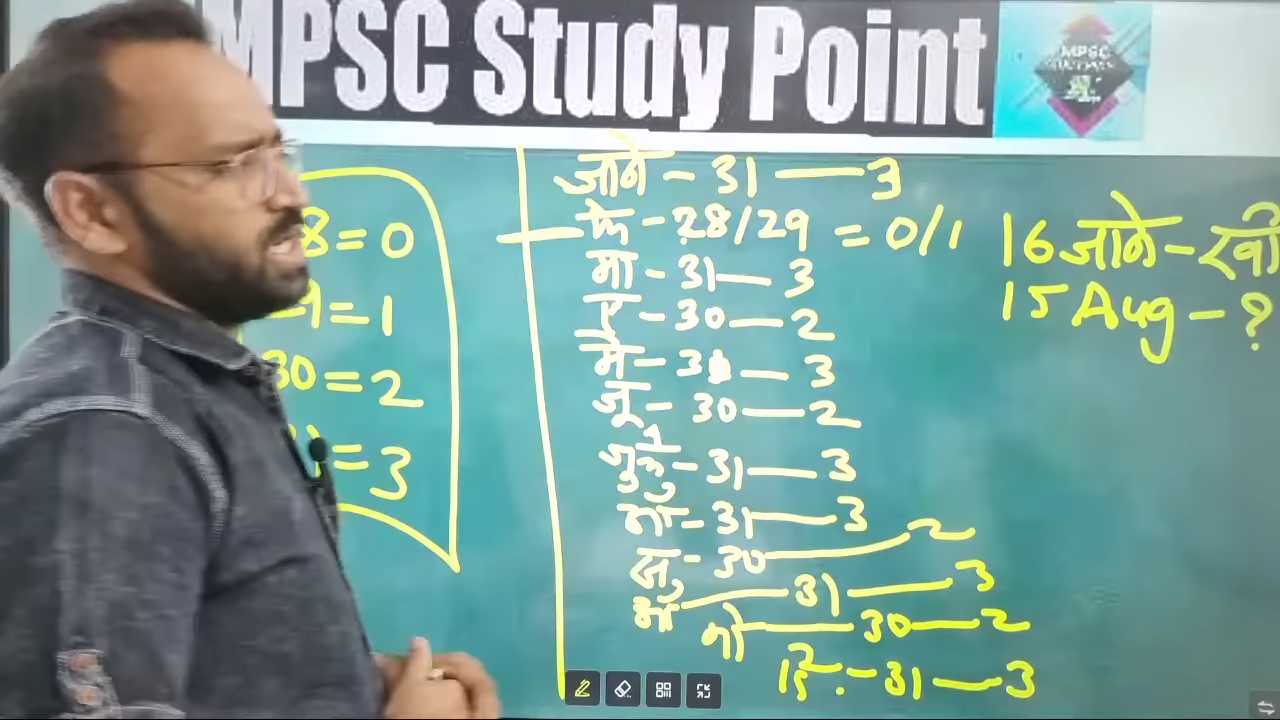 MPSC Study Point
MPSC
8=0
9=1
30=2
1=3
जाने - 31 — 3
फे - 28/29 = 0/1
मा - 31 — 3
ए - 30 — 2
मे - 31 — 3
जू - 30 — 2
जुलै - 31 — 3
ऑ - 31 — 3
स - 30 — 2
ऑ — 31 — 3
नो — 30 — 2
डि - 31 — 3
16 जाने - रवी
15 Aug - ?